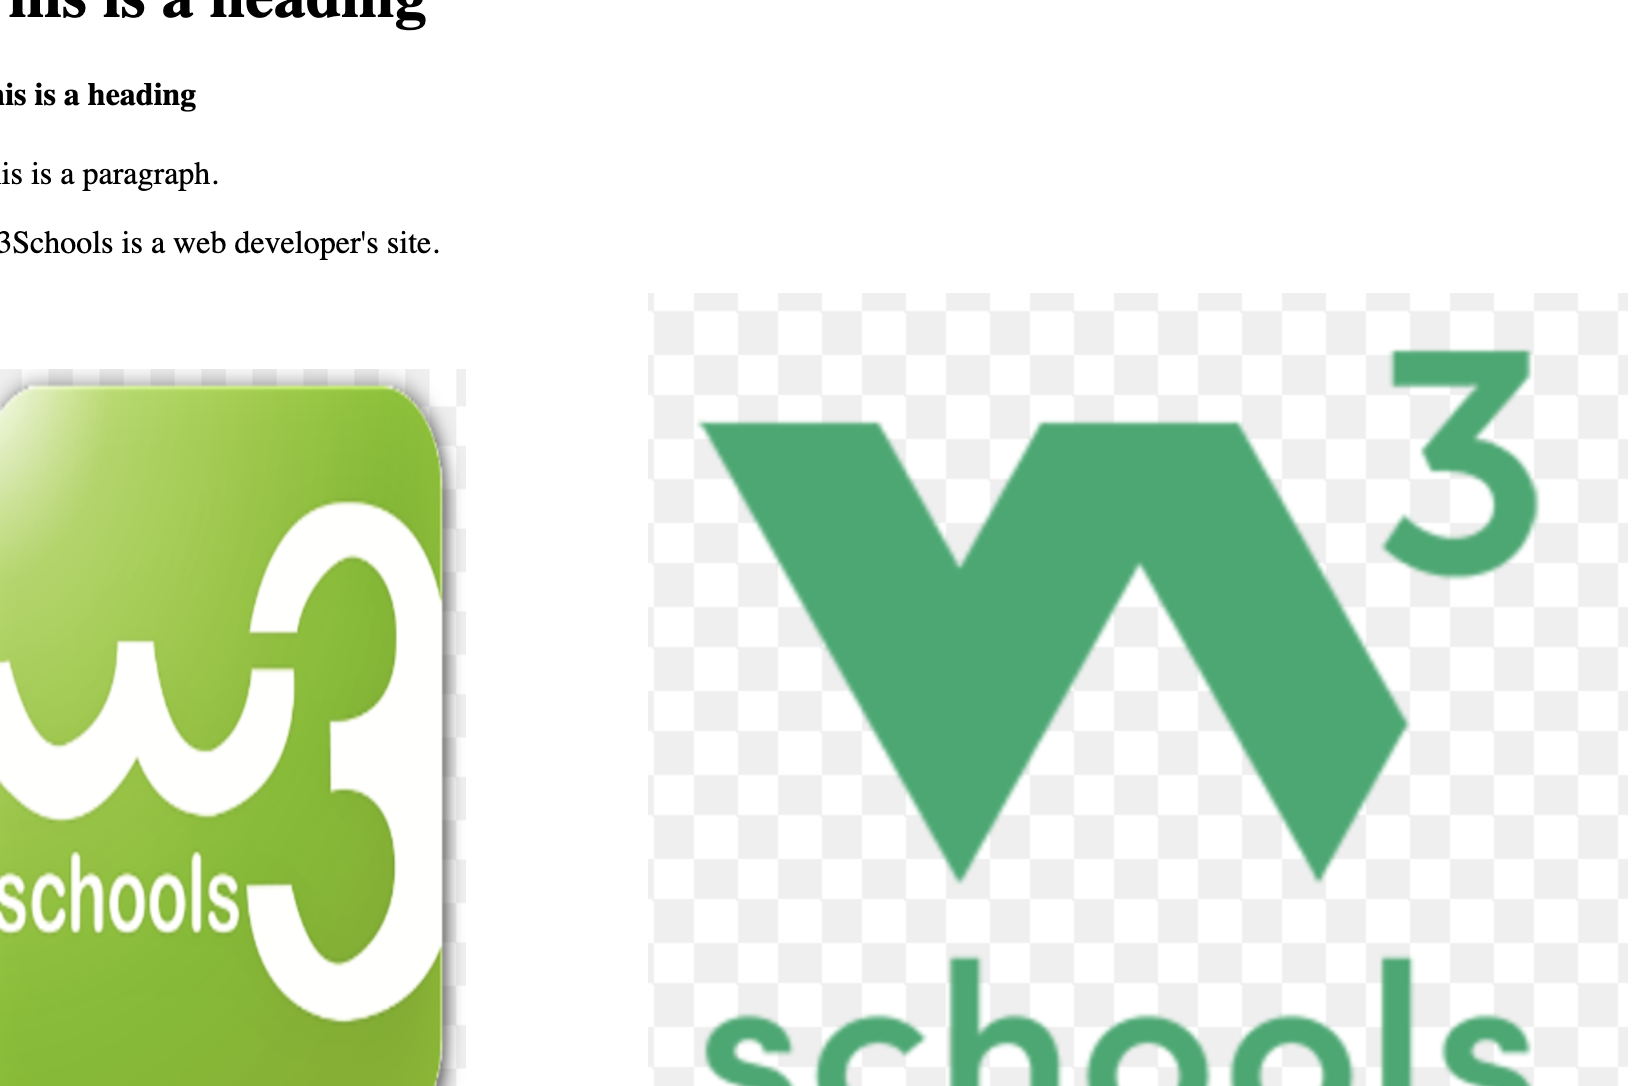 his is a heading
his is a heading
is is a paragraph.
3Schools is a web developer's site.
w3
schools
W3
schools